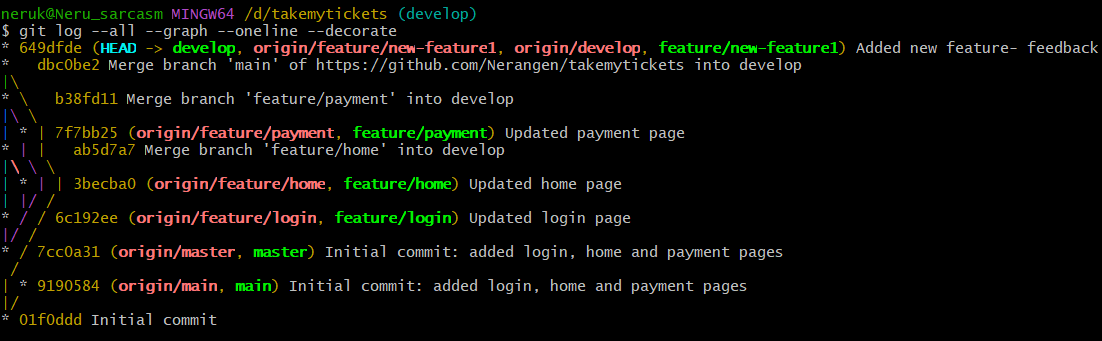 neruk@Neru_sarcasm MINGW64 /d/takemytickets (develop)
$ git log --all --graph --oneline --decorate
* 649dfde (HEAD -> develop, origin/feature/new-feature1, origin/develop, feature/new-feature1) Added new feature- feedback
*   dbc0be2 Merge branch 'main' of https://github.com/Nerangen/takemytickets into develop
|\
* \   b38fd11 Merge branch 'feature/payment' into develop
|\ \
| * | 7f7bb25 (origin/feature/payment, feature/payment) Updated payment page
* | |   ab5d7a7 Merge branch 'feature/home' into develop
|\ \ \
| * | | 3becba0 (origin/feature/home, feature/home) Updated home page
| |/ /
* / / 6c192ee (origin/feature/login, feature/login) Updated login page
|/ /
* / 7cc0a31 (origin/master, master) Initial commit: added login, home and payment pages
 /
| * 9190584 (origin/main, main) Initial commit: added login, home and payment pages
|/
* 01f0ddd Initial commit